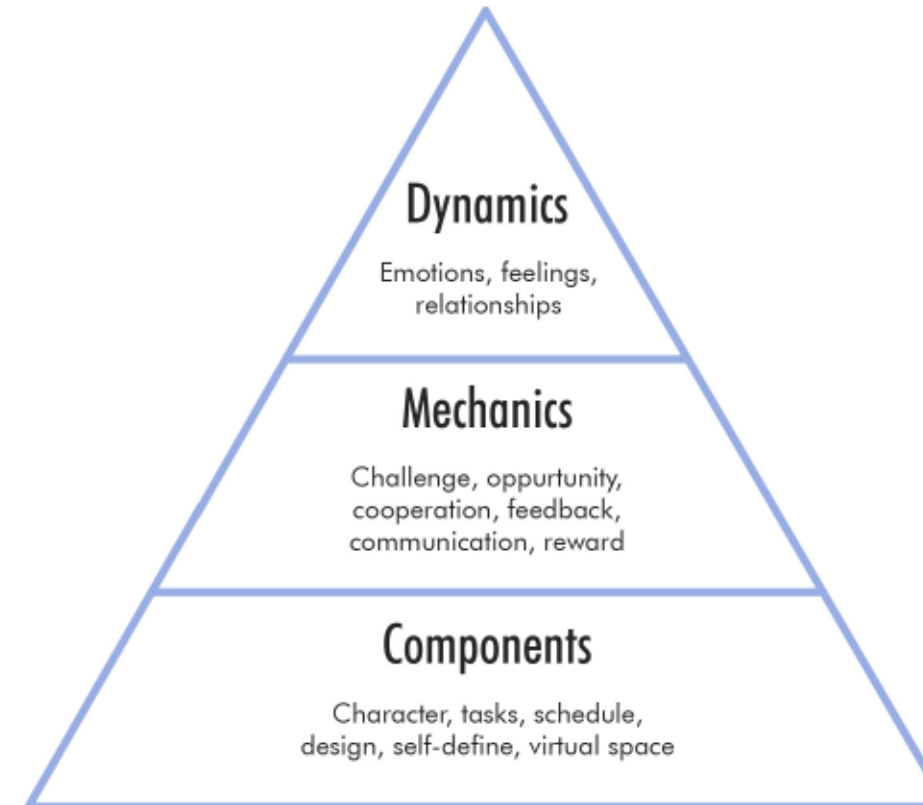 Dynamics
Emotions, feelings,
relationships
Mechanics
Challenge, oppurtunity,
cooperation, feedback,
communication, reward
Components
Character, tasks, schedule,
design, self-define, virtual space